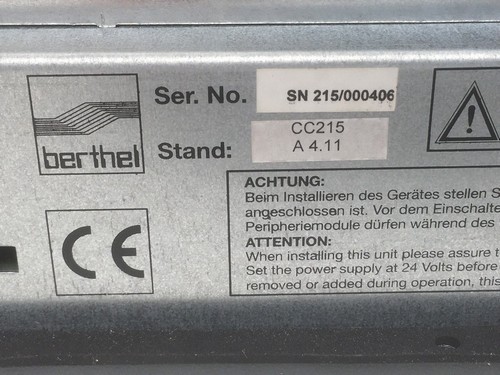 berthel
Ser. No. SN 215/000406
Stand: CC215
A 4.11
CE
ACHTUNG:
Beim Installieren des Gerätes stellen S
angeschlossen ist. Vor dem Einschalte
Peripheriemodule dürfen während des
ATTENTION:
When installing this unit please assure t
Set the power supply at 24 Volts before
removed or added during operation, this